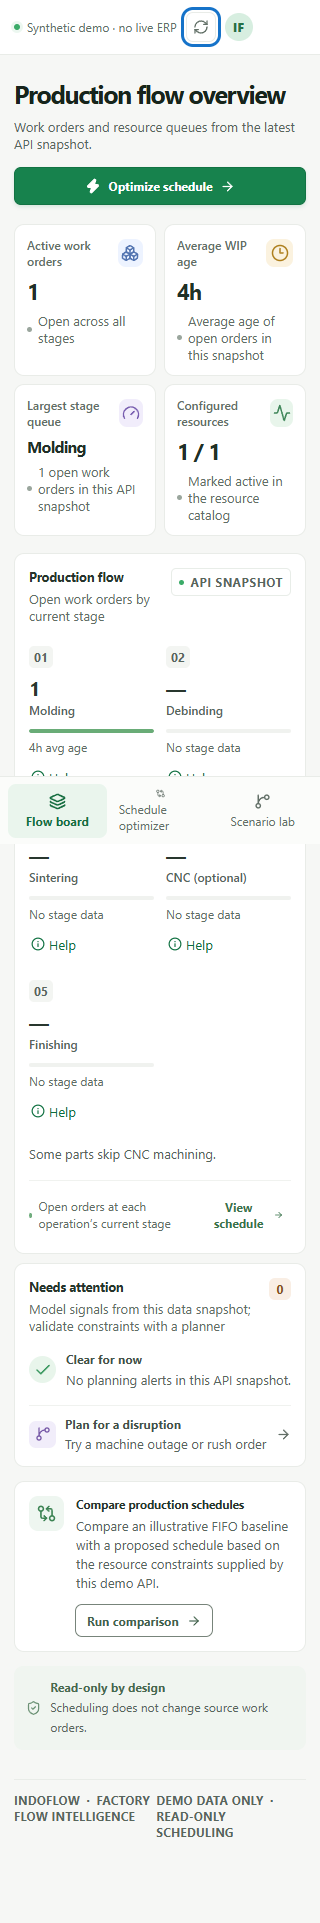 Synthetic demo · no live ERP
IF
Production flow overview
Work orders and resource queues from the latest
API snapshot.
Optimize schedule →
Active work
orders
1
Open across all
stages
Average WIP
age
4h
Average age of
open orders in
this snapshot
Largest stage
queue
Molding
1 open work
orders in this API
snapshot
Configured
resources
1 / 1
Marked active in
the resource
catalog
Production flow
Open work orders by
current stage
API SNAPSHOT
01
1
Molding
4h avg age
02
—
Debinding
No stage data
Flow board
Schedule
optimizer
Scenario lab
—
Sintering
No stage data
Help
—
CNC (optional)
No stage data
Help
05
—
Finishing
No stage data
Help
Some parts skip CNC machining.
Open orders at each
operation's current stage
View
schedule →
Needs attention
0
Model signals from this data snapshot;
validate constraints with a planner
Clear for now
No planning alerts in this API snapshot.
Plan for a disruption
Try a machine outage or rush order →
Compare production schedules
Compare an illustrative FIFO baseline
with a proposed schedule based on
the resource constraints supplied by
this demo API.
Run comparison →
Read-only by design
Scheduling does not change source work
orders.
INDOFLOW · FACTORY
FLOW INTELLIGENCE
DEMO DATA ONLY ·
READ-ONLY
SCHEDULING